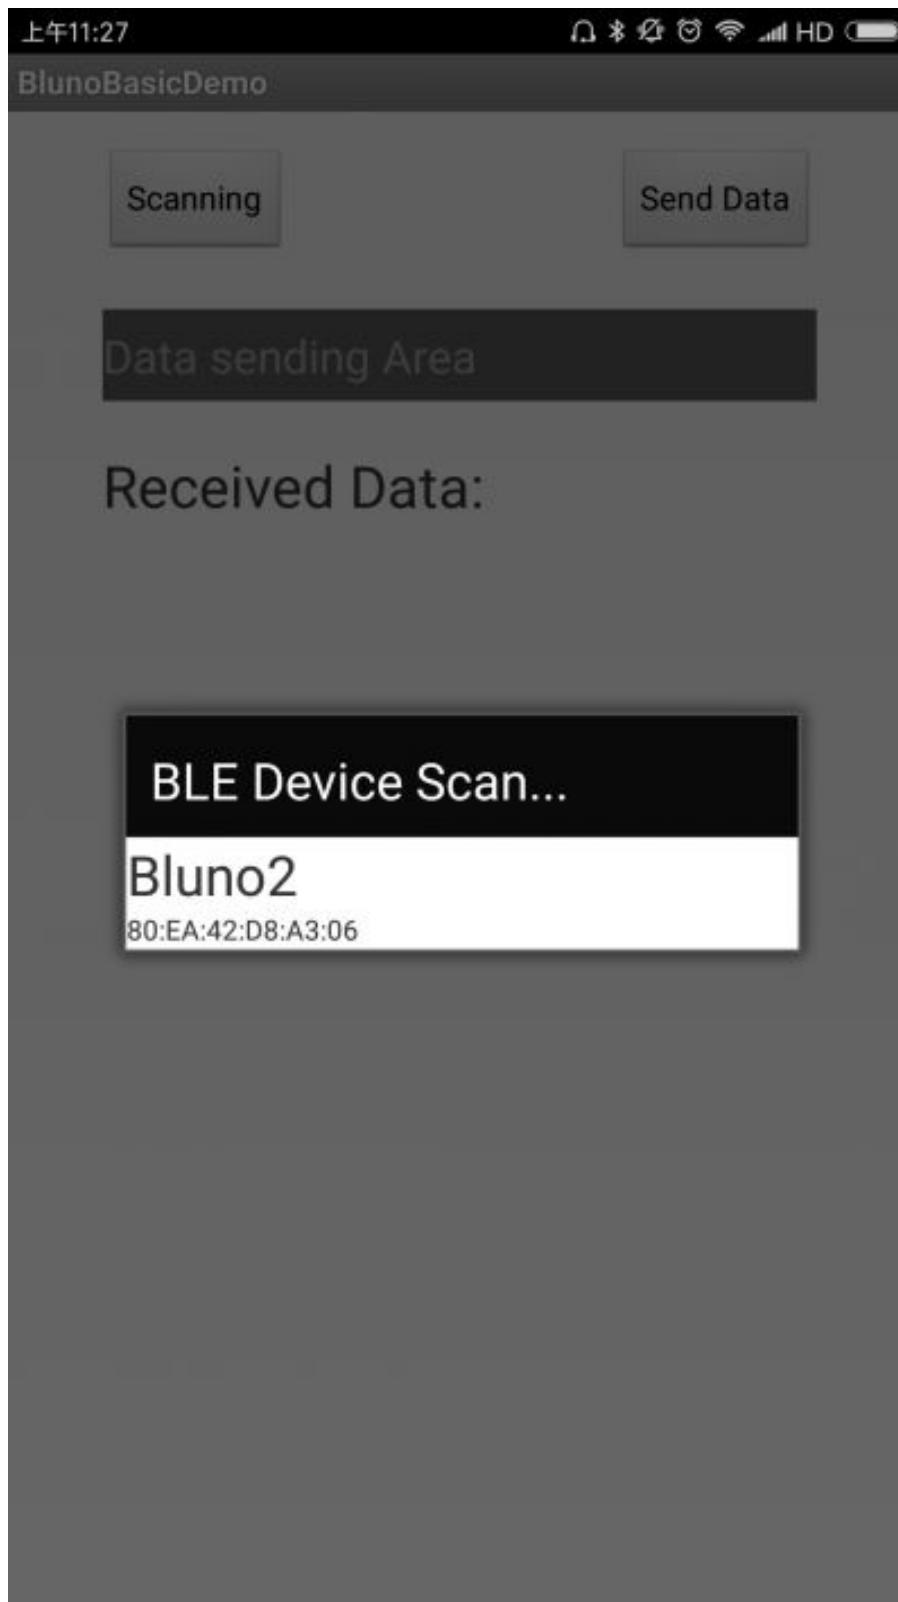 上午11:27 HD
BlunoBasicDemo
Scanning Send Data
Data sending Area
Received Data:
BLE Device Scan...
Bluno2
80:EA:42:D8:A3:06